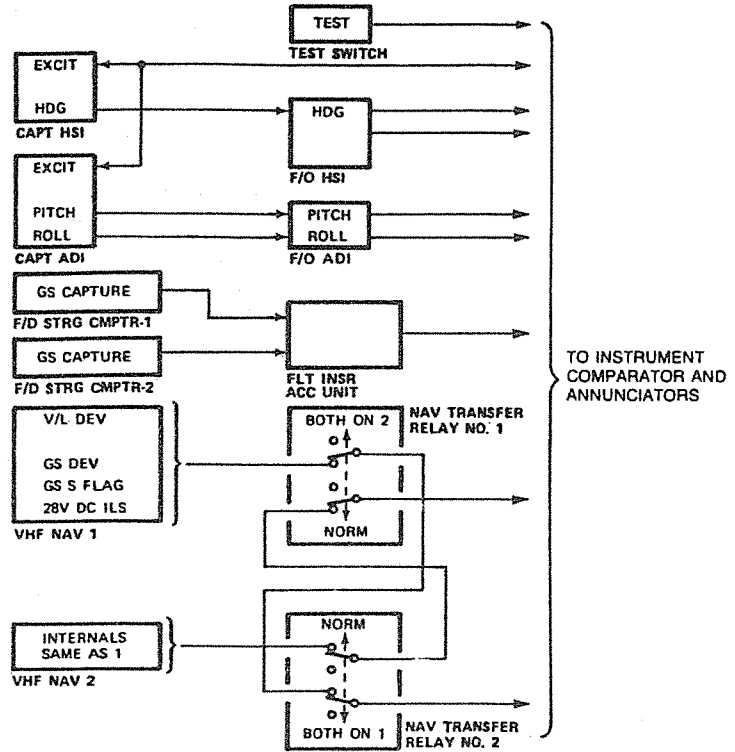 TEST
TEST SWITCH
EXCIT
HDG
CAPT HSI
HDG
F/O HSI
EXCIT
PITCH
ROLL
CAPT ADI
PITCH
ROLL
F/O ADI
GS CAPTURE
F/D STRG CMPTR-1
GS CAPTURE
F/D STRG CMPTR-2
FLT INSR
ACC UNIT
TO INSTRUMENT
COMPARATOR AND
ANNUNCIATORS
V/L DEV
GS DEV
GS S FLAG
28V DC ILS
VHF NAV 1
BOTH ON 2
NORM
NAV TRANSFER
RELAY NO. 1
INTERNALS
SAME AS 1
VHF NAV 2
NORM
BOTH ON 1
NAV TRANSFER
RELAY NO. 2